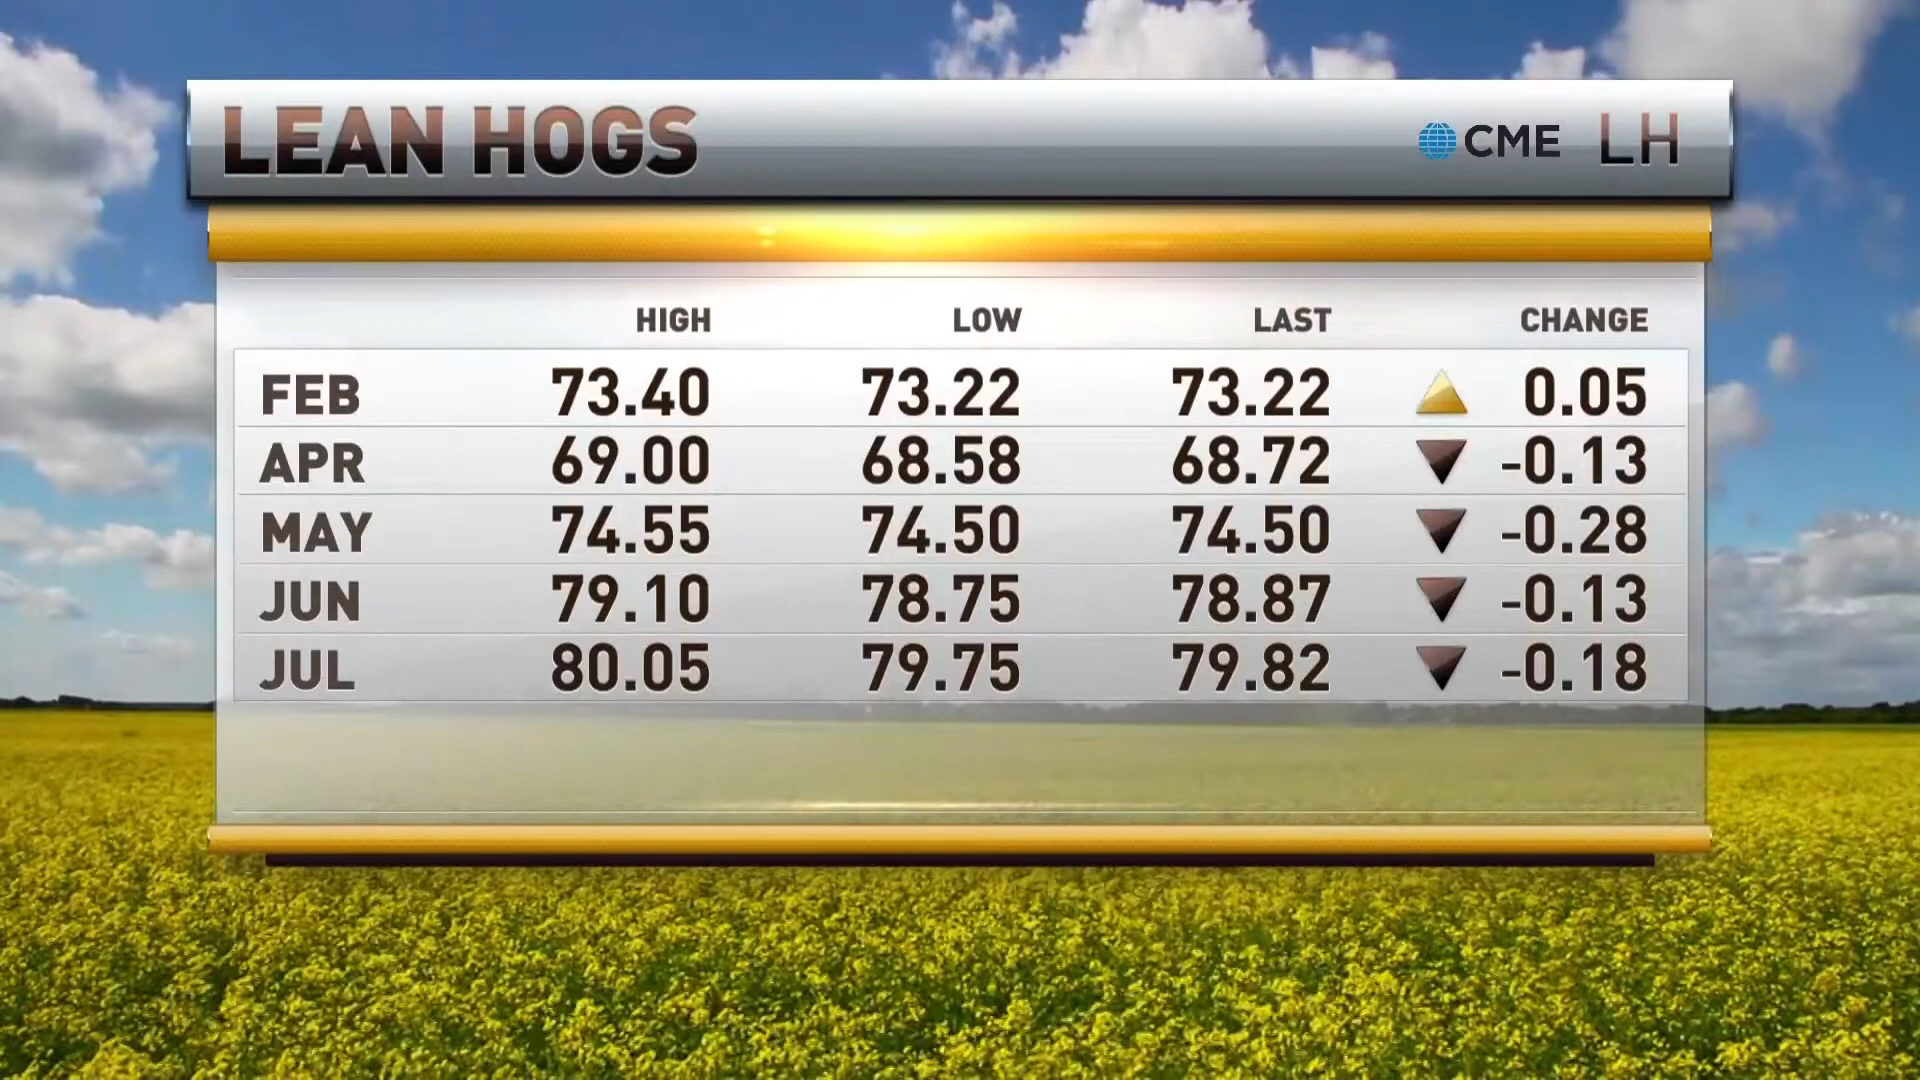 LEAN HOGS CME LH
HIGH LOW LAST CHANGE
FEB 73.40 73.22 73.22 0.05
APR 69.00 68.58 68.72 -0.13
MAY 74.55 74.50 74.50 -0.28
JUN 79.10 78.75 78.87 -0.13
JUL 80.05 79.75 79.82 -0.18